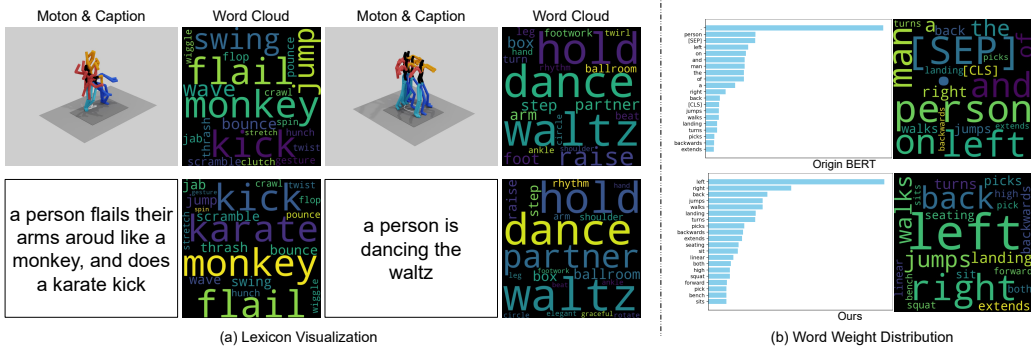 Moton & Caption
Word Cloud
Moton & Caption
Word Cloud
wiggle
swing
flop
pounce
jump
flail
wave
crawl
monkey
bounce
spin
jab
thrash
stretch
hunch
kick
twist
scramble
clutch
gesture
leg
footwork
twirl
box
hold
hand
turn
rhythm
ballroom
dance
step
partner
arm
circle
beat
waltz
ankle
shoulder
foot
raise
a person flails their
arms aroud like a
monkey, and does
a karate kick
jab
crawl
twist
gesture
jump
kick
flop
spin
scramble
pounce
stretch
karate
thrash
bounce
monkey
wave
swing
hunch
flail
wiggle
a person is
dancing the
waltz
raise
step
rhythm
hand
hold
arm
shoulder
dance
partner
leg
footwork
box
ballroom
beat
ankle
waltz
circle
elegant
graceful
rotate
(a) Lexicon Visualization
person
[SEP]
left
on
and
man
the
of
a
right
back
[CLS]
jumps
walks
landing
turns
picks
backwards
extends
Origin BERT
turns
a
back
the
man
[SEP]
of
picks
landing
[CLS]
.
right
and
person
walks
backwards
jumps
extends
on
left
left
right
back
jumps
walks
landing
turns
picks
backwards
extends
seating
sit
linear
both
high
squat
forward
pick
bench
sits
Ours
walks
sits
turns
picks
back
high
pick
backwards
seating
left
jumps
landing
linear
bench
sit
forward
right
both
squat
extends
(b) Word Weight Distribution